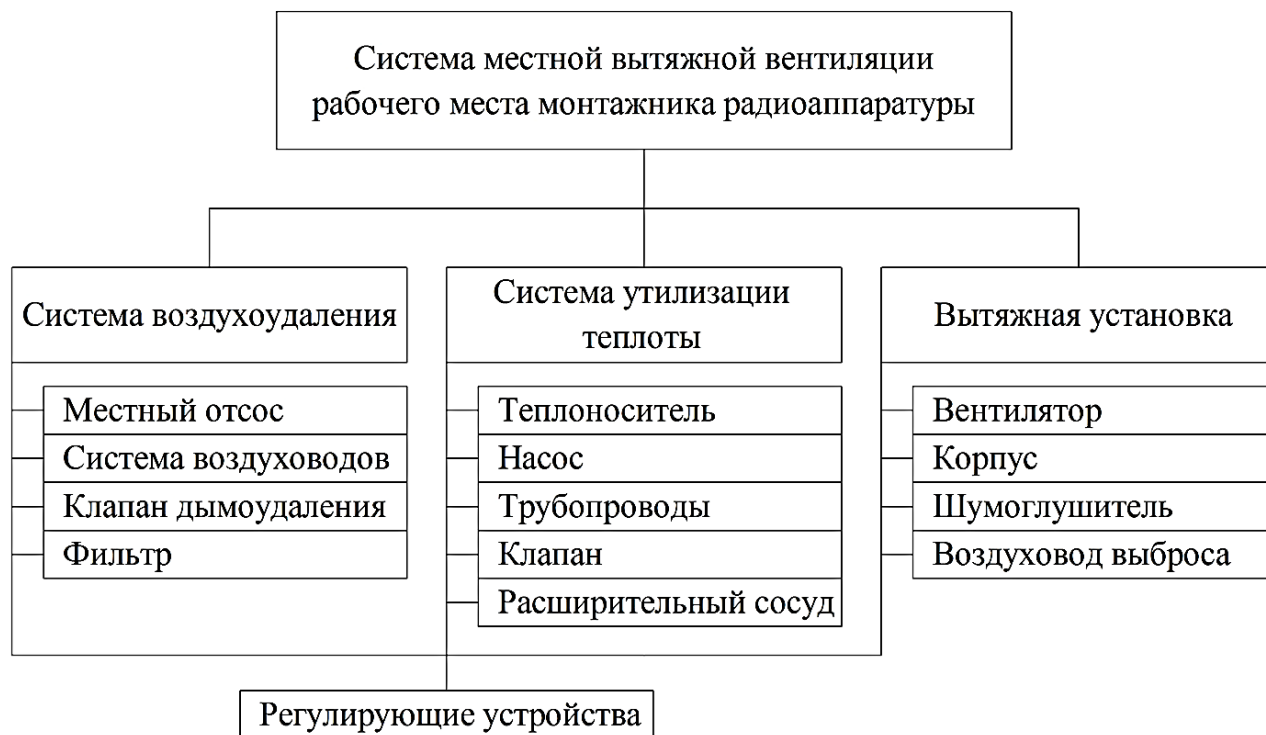 Система местной вытяжной вентиляции
рабочего места монтажника радиоаппаратуры
Система воздухоудаления
Местный отсос
Система воздуховодов
Клапан дымоудаления
Фильтр
Система утилизации
теплоты
Теплоноситель
Насос
Трубопроводы
Клапан
Расширительный сосуд
Вытяжная установка
Вентилятор
Корпус
Шумоглушитель
Воздуховод выброса
Регулирующие устройства